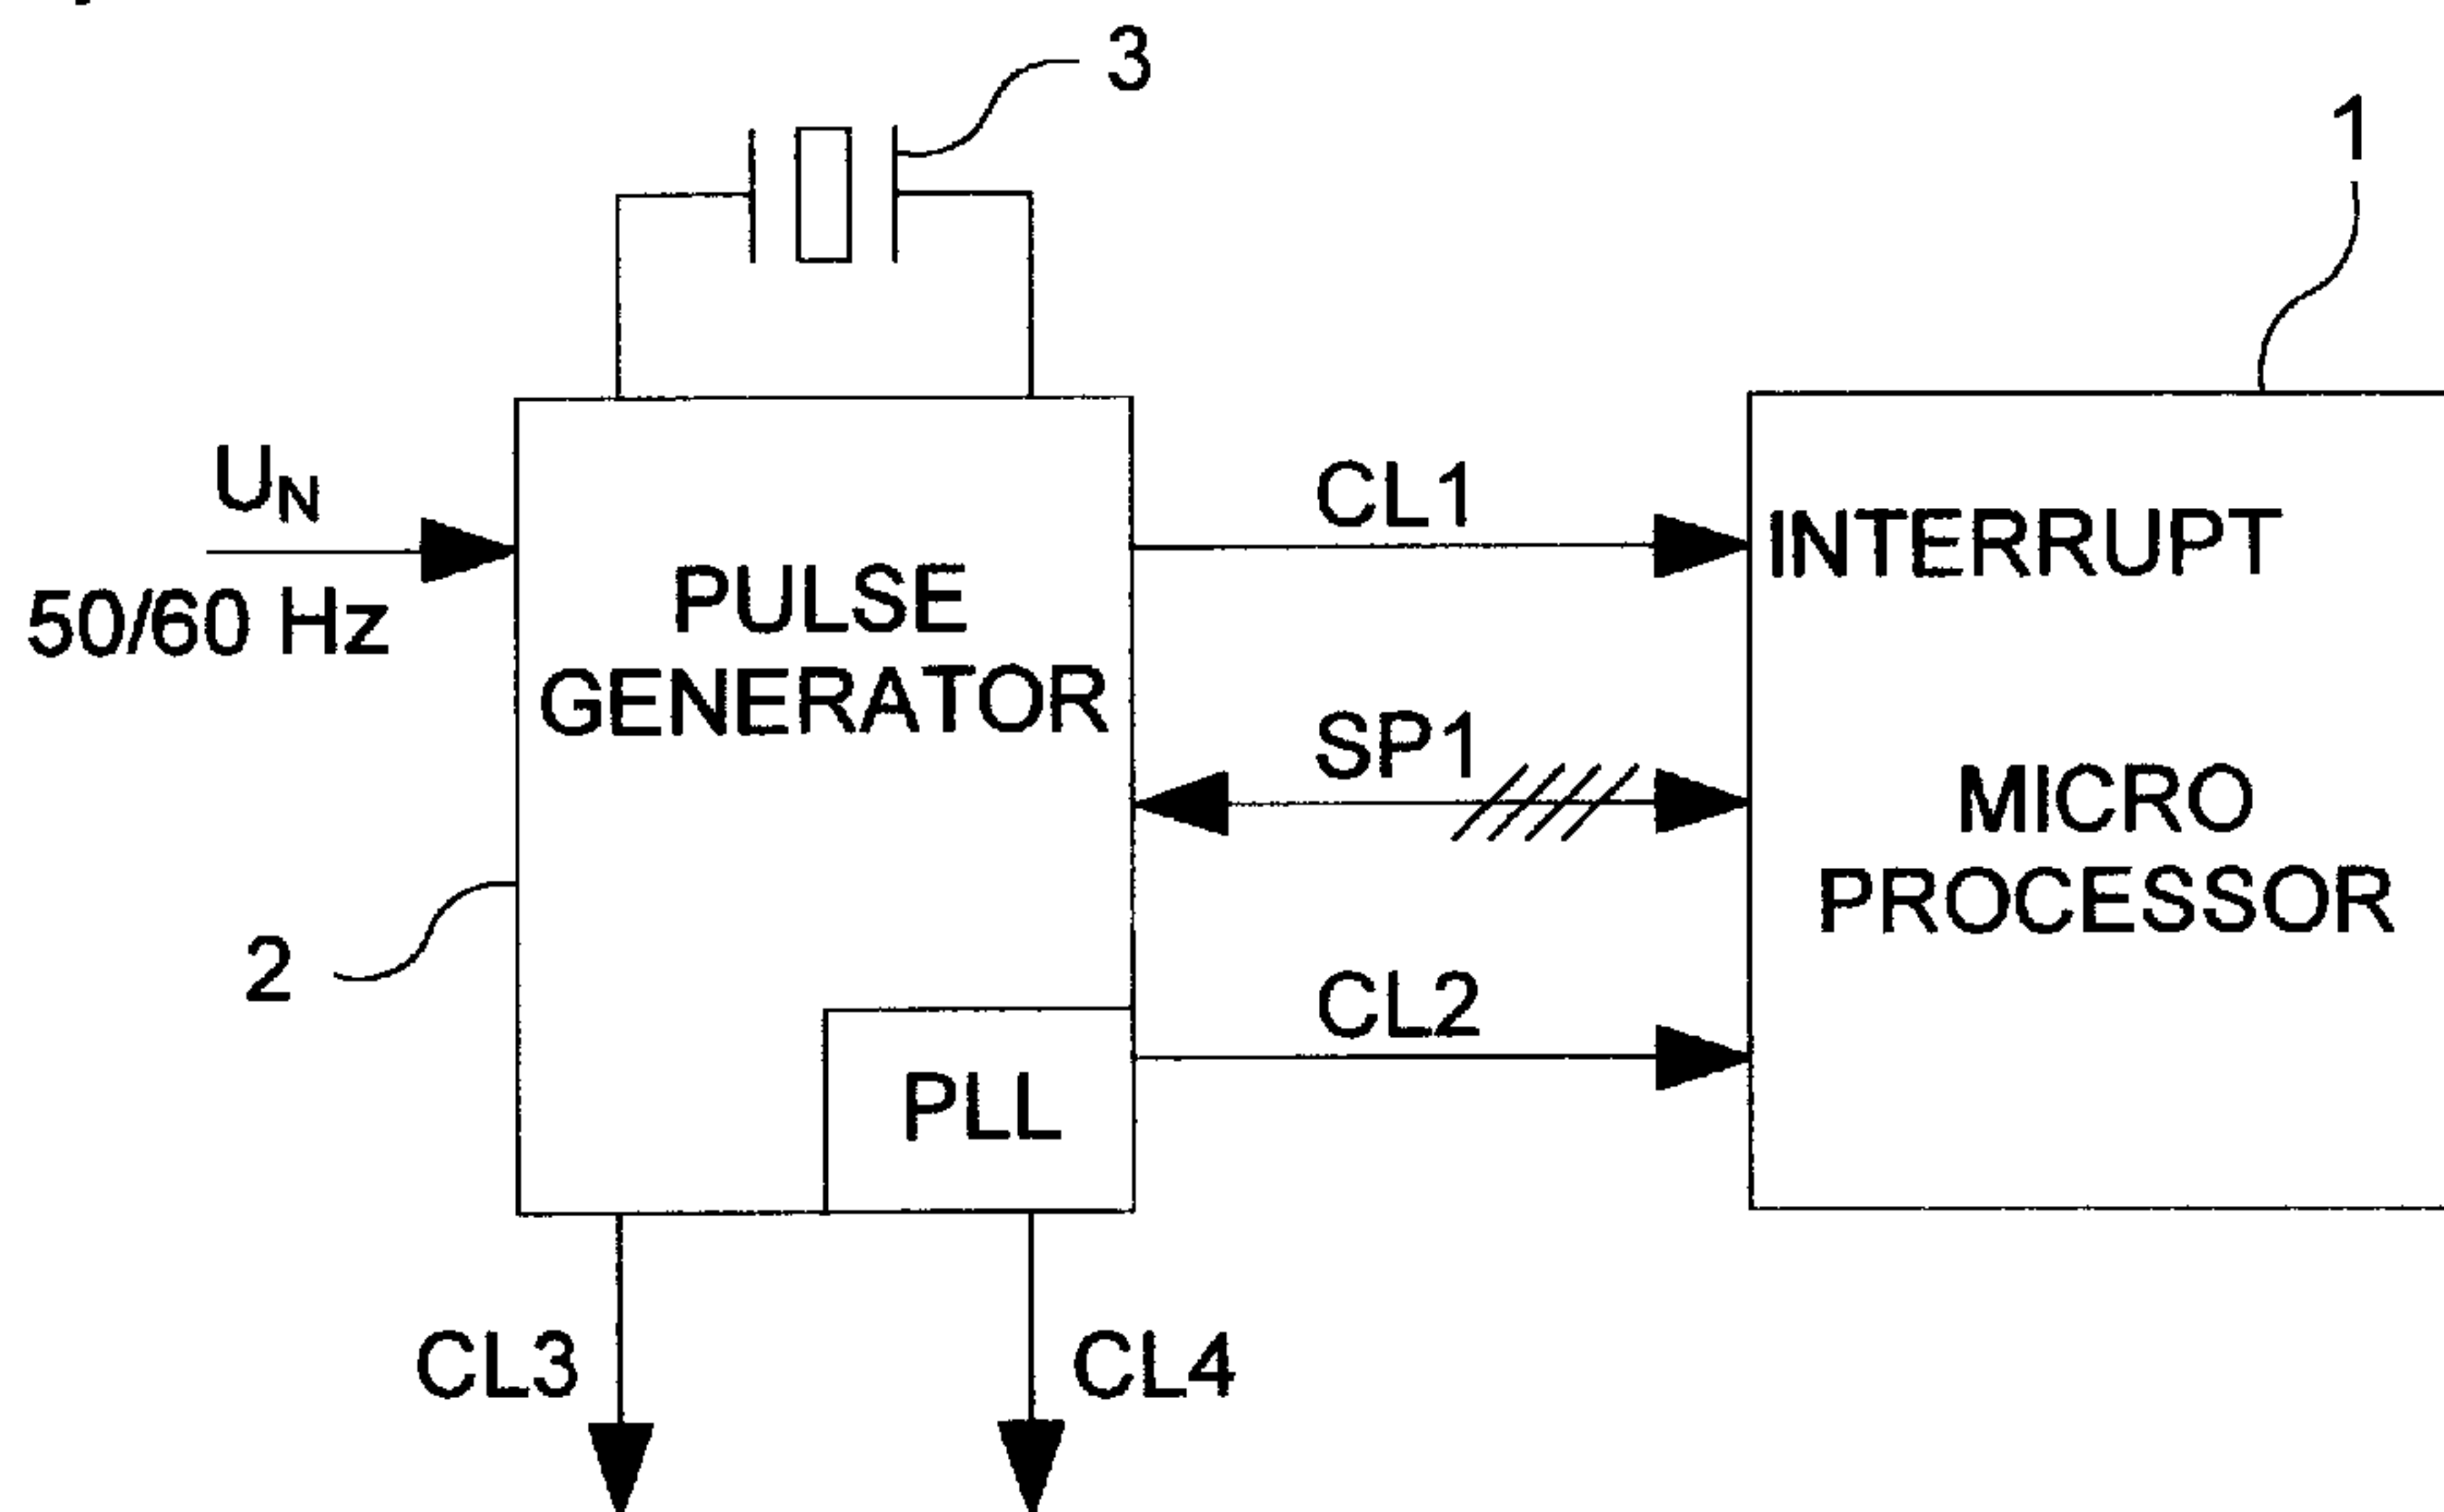 3
1
UN
50/60 Hz
PULSE
GENERATOR
CL1
INTERRUPT
SP1
MICRO
PROCESSOR
2
CL2
PLL
CL3
CL4